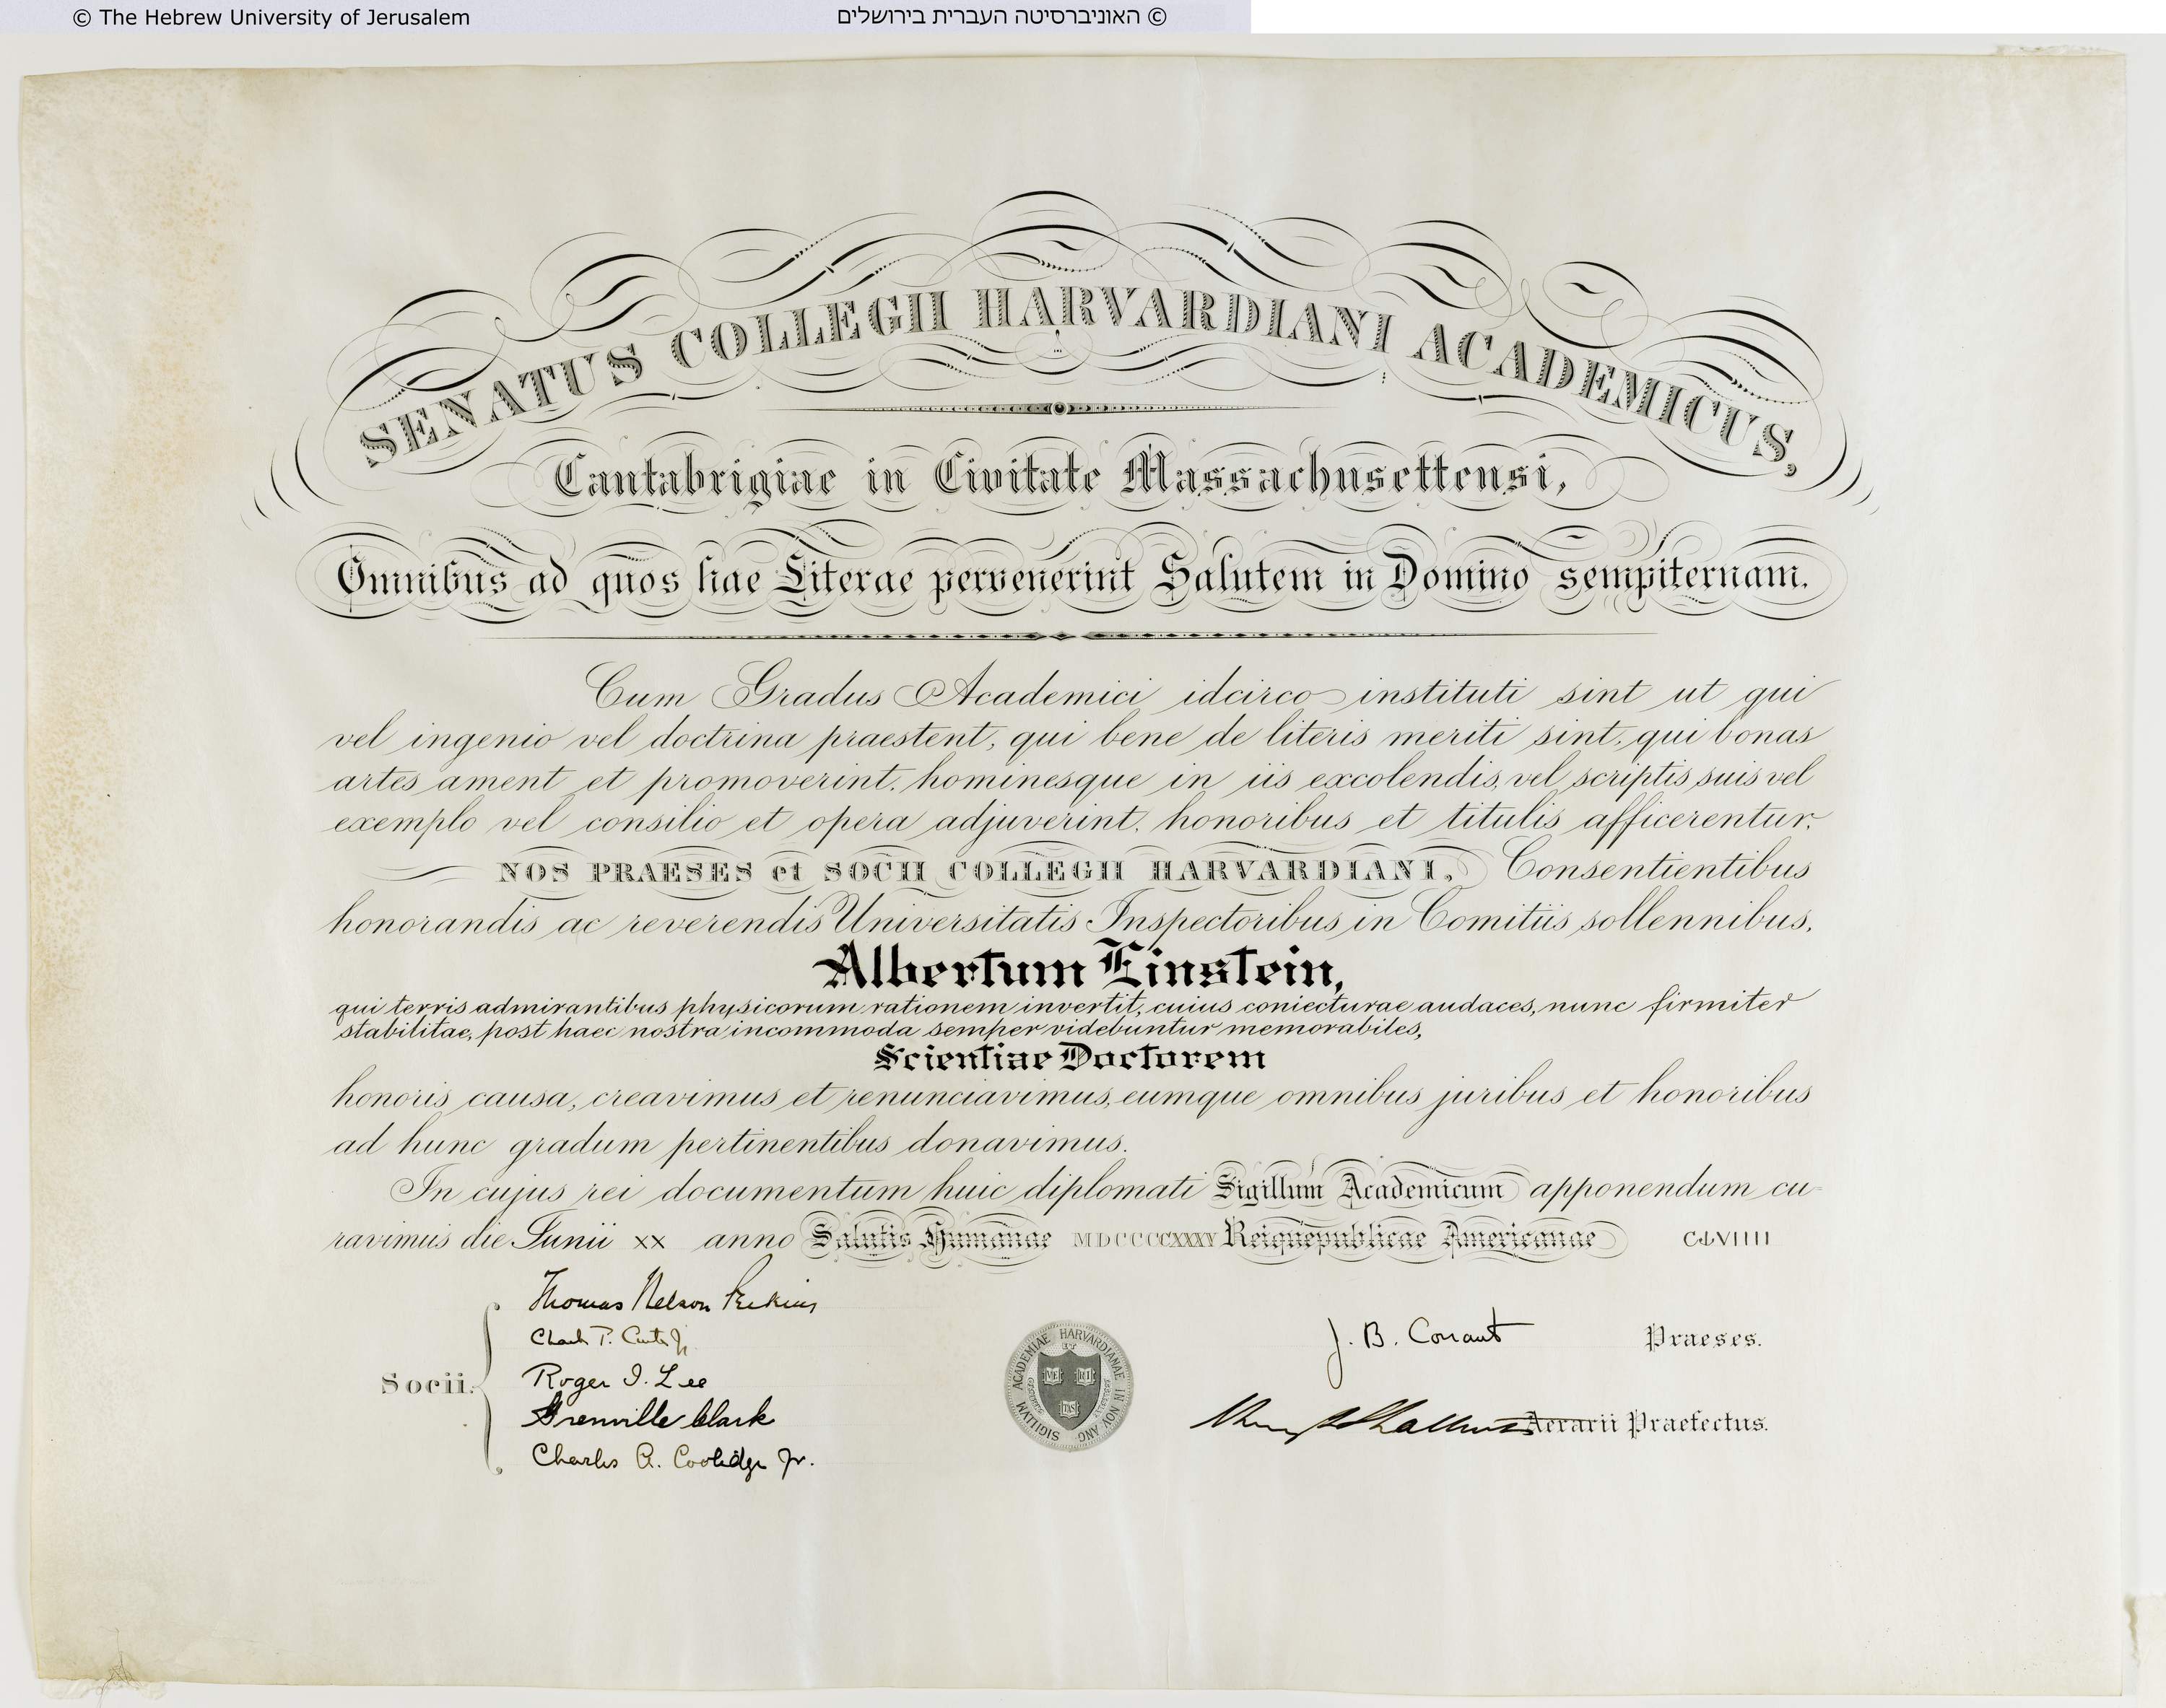 © The Hebrew University of Jerusalem
© האוניברסיטה העברית בירושלים
SENATUS COLLEGII HARVARDIANI ACADEMICUS,
Cantabrigiae in Civitate Massachusettensi,
Omnibus ad quos hae Literae pervenerint Salutem in Domino sempiternam.
Cum Gradus Academici idcirco instituti sint ut qui
vel ingenio vel doctrina praestent, qui bene de literis meriti sint, qui bonas
artes ament et promoverint, hominesque in iis excolendis, vel scriptis suis vel
exemplo vel consilio et opera adjuverint, honoribus et titulis afficerentur,
NOS PRAESES et SOCII COLLEGII HARVARDIANI, Consentientibus
honorandis ac reverendis Universitatis Inspectoribus in Comitiis sollennibus,
Albertum Einstein,
qui terris admirantibus physicorum rationem invertit, cuius coniecturae audaces, nunc firmiter
stabilitae, post haec nostra incommoda semper videbuntur memorabiles,
Scientiae Doctorem
honoris causa, creavimus et renunciavimus, eumque omnibus juribus et honoribus
ad hunc gradum pertinentibus donavimus.
In cujus rei documentum huic diplomati Sigillum Academicum apponendum cu-
ravimus die Junii xx anno Salutis Humanae MDCCCCXXXV Reiquepublicae Americanae CLVIIII
Thomas Nelson Perkins
Charles P. Curtis Jr
Roger I. Lee
Grenville Clark
Charles A. Coolidge Jr.
Socii.
SIGILLVM ACADEMIAE HARVARDIANAE IN NOV ANG
VE RI TAS
J. B. Conant Praeses.
Aerarii Praefectus.